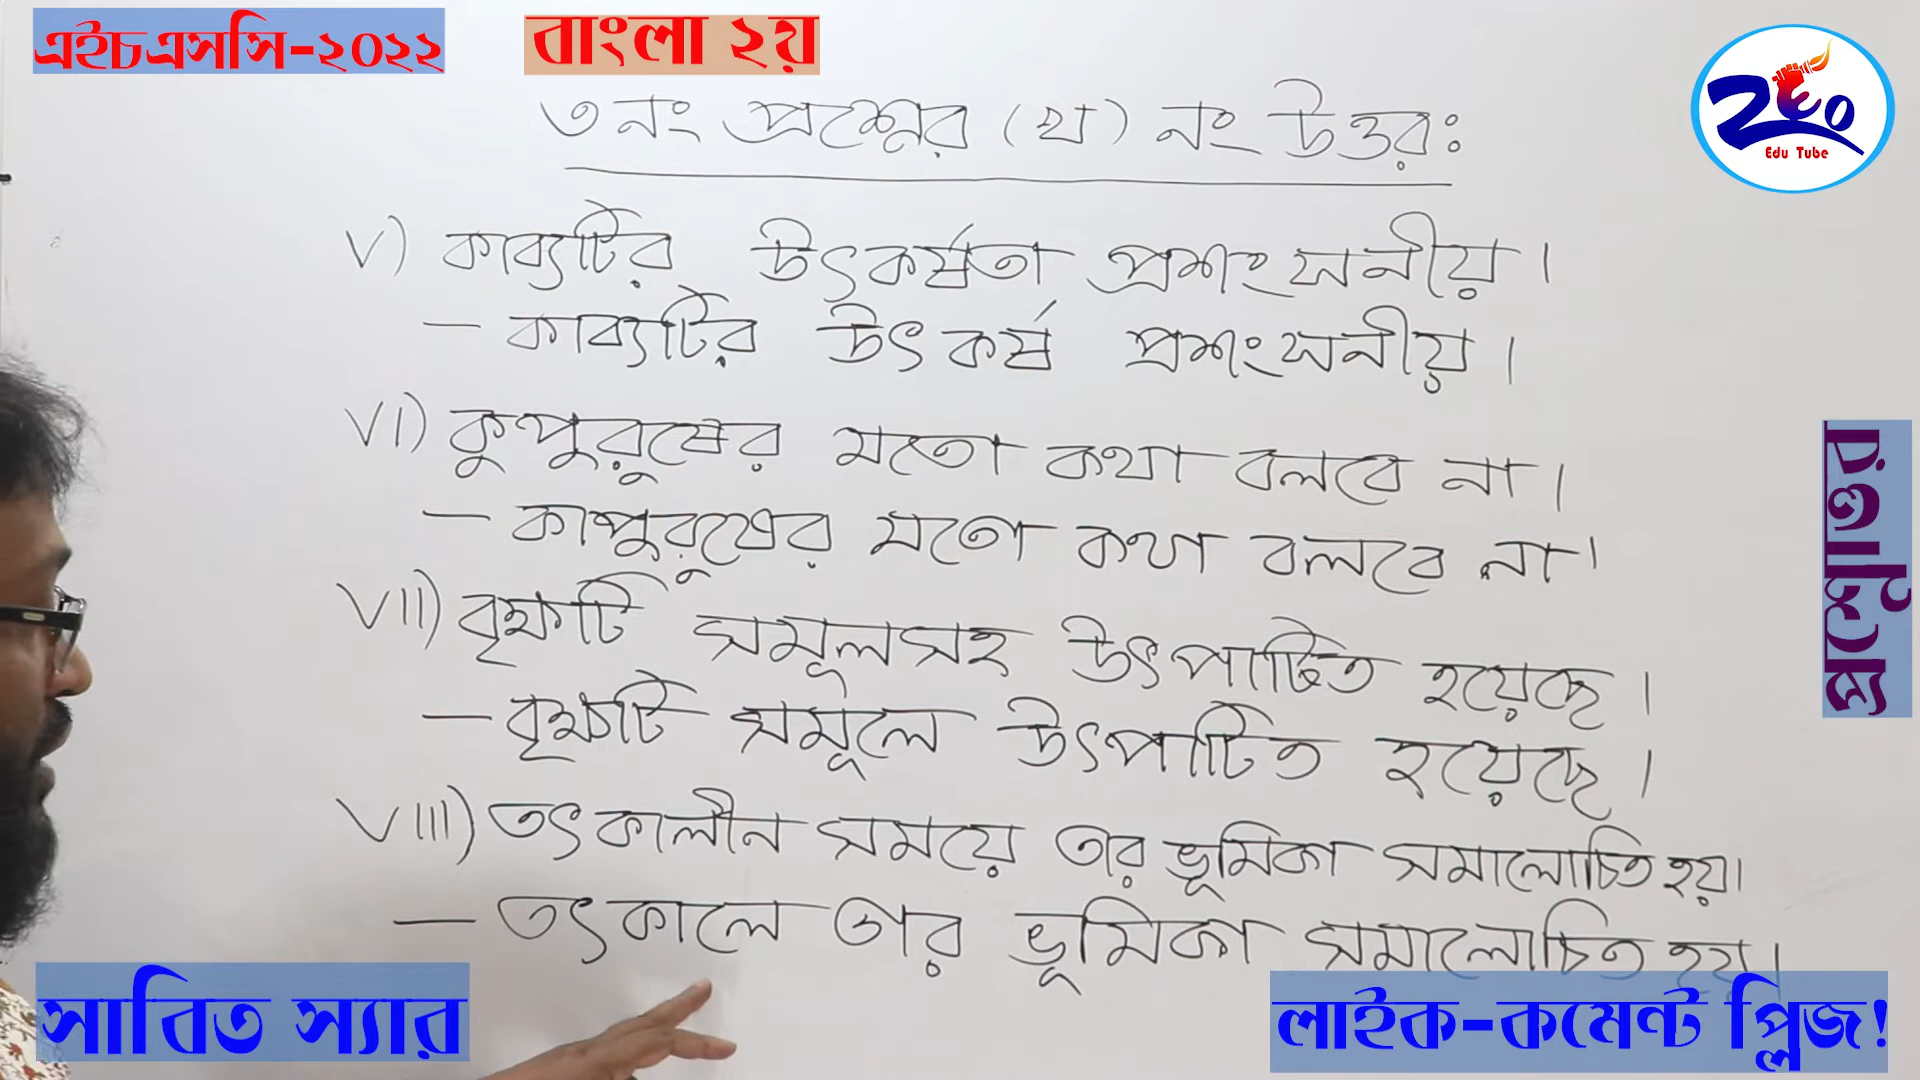 এইচএসসি-২০২২
বাংলা ২য়
2EO
Edu Tube
৩ নং প্রশ্নের (খ) নং উত্তরঃ
V) কাব্যটির উৎকর্ষতা প্রশংসনীয়।
– কাব্যটির উৎকর্ষ প্রশংসনীয়।
VI) কুপুরুষের মতো কথা বলবে না।
– কাপুরুষের মতো কথা বলবে না।
VII) বৃক্ষটি সমূলসহ উৎপাটিত হয়েছে।
– বৃক্ষটি সমূলে উৎপাটিত হয়েছে।
VIII) তৎকালীন সময়ে তার ভূমিকা সমালোচিত হয়।
– তৎকালে তার ভূমিকা সমালোচিত হয়।
প্রশ্নোত্তর
সাবিত স্যার
লাইক-কমেন্ট প্লিজ!